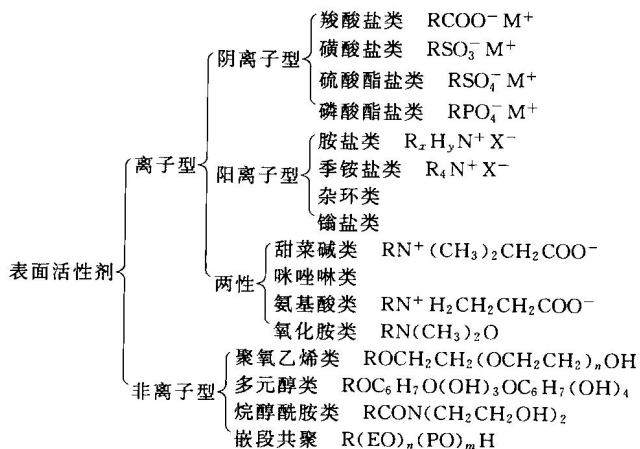 羧酸盐类 RCOO⁻M⁺
阴离子型
磺酸盐类 RSO₃⁻M⁺
硫酸酯盐类 RSO₄⁻M⁺
磷酸酯盐类 RPO₄⁻M⁺
离子型
胺盐类 RₓHᵧN⁺X⁻
阳离子型
季铵盐类 R₄N⁺X⁻
杂环类
鎓盐类
表面活性剂
甜菜碱类 RN⁺(CH₃)₂CH₂COO⁻
两性
咪唑啉类
氨基酸类 RN⁺H₂CH₂CH₂COO⁻
氧化胺类 RN(CH₃)₂O
聚氧乙烯类 ROCH₂CH₂(OCH₂CH₂)ₙOH
非离子型
多元醇类 ROC₆H₇O(OH)₃OC₆H₇(OH)₄
烷醇酰胺类 RCON(CH₂CH₂OH)₂
嵌段共聚 R(EO)ₙ(PO)ₘH